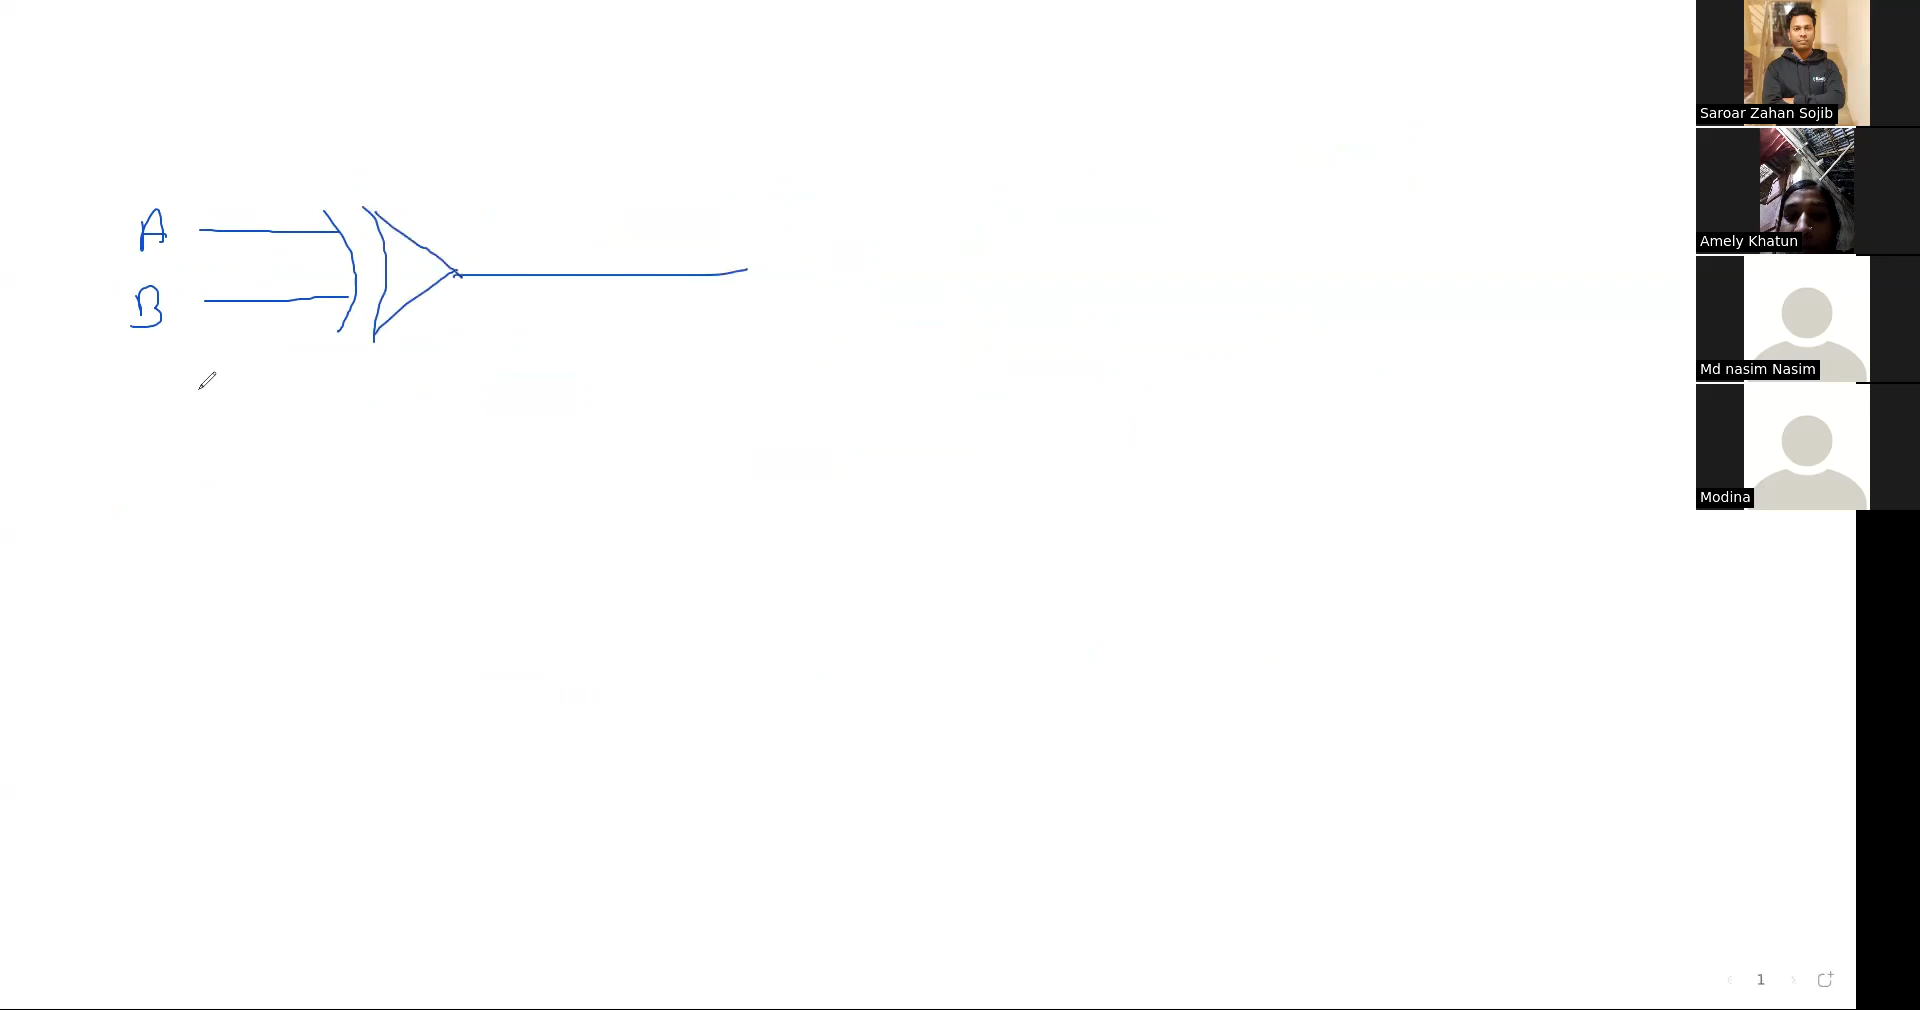 A
B
Saroar Zahan Sojib
Amely Khatun
Md nasim Nasim
Modina
1